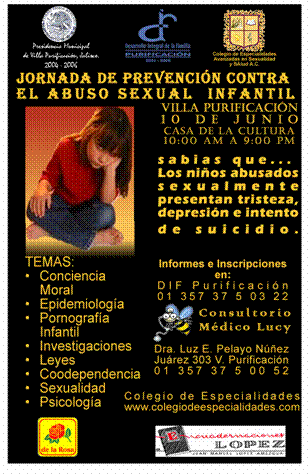 Presidencia Municipal
de Villa Purificación, Jalisco.
2004 - 2006
Desarrollo Integral de la Familia
PURIFICACIÓN
2004 - 2006
Colegio de Especialidades
Avanzadas en Sexualidad
y Salud A.C.
JORNADA DE PREVENCIÓN CONTRA
EL ABUSO SEXUAL INFANTIL
VILLA PURIFICACIÓN
10 DE JUNIO
CASA DE LA CULTURA
10:00 AM A 9:00 PM
sabias que...
Los niños abusados
sexualmente
presentan tristeza,
depresión e intento
de suicidio.
TEMAS:
• Conciencia
Moral
• Epidemiología
• Pornografía
Infantil
• Investigaciones
• Leyes
• Coodependencia
• Sexualidad
• Psicología
Informes e Inscripciones
en:
DIF Purificación
01 357 37 5 03 22
Consultorio
Médico Lucy
Dra. Luz E. Pelayo Núñez
Juárez 303 V. Purificación
01 357 37 5 00 52
Colegio de Especialidades
www.colegiodeespecialidades.com
de la Rosa
Encuadernaciones
LOPEZ